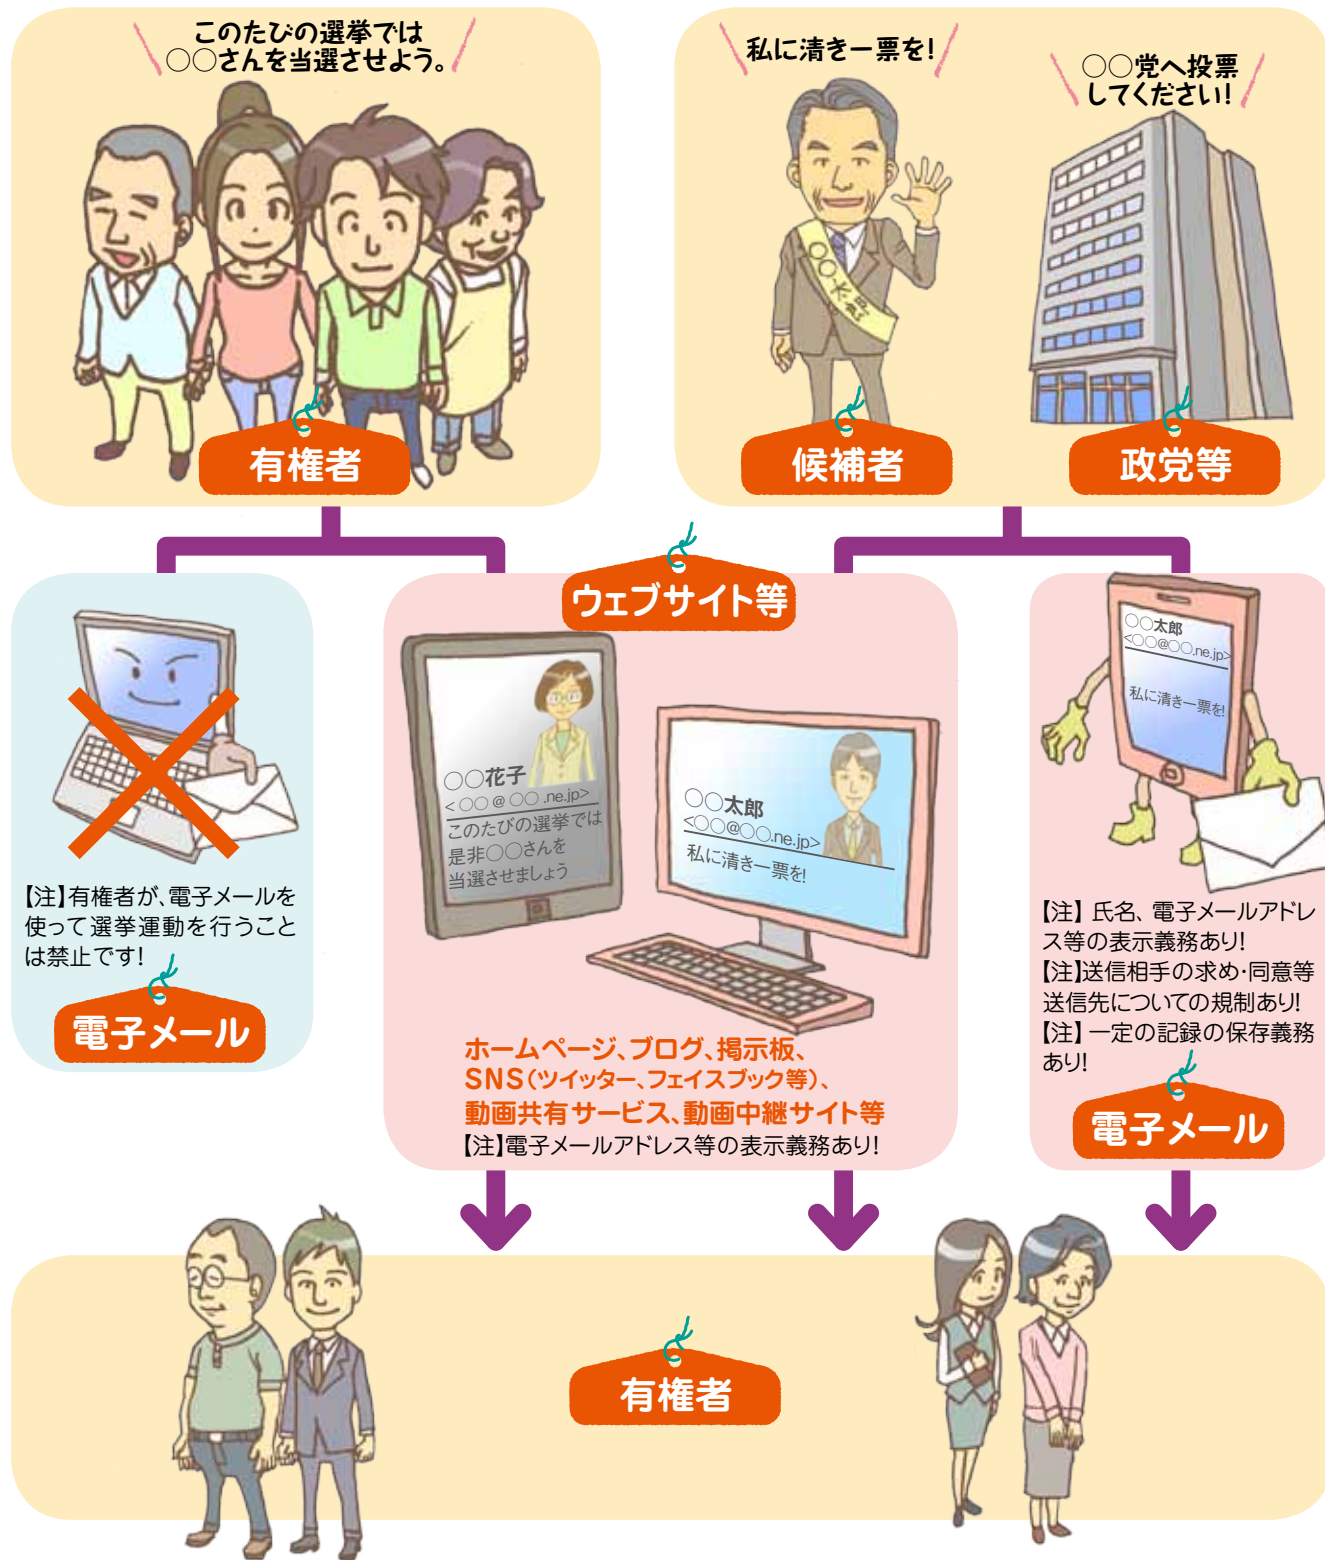 このたびの選挙では
○○さんを当選させよう。
私に清き一票を!
○○党へ投票
してください!
有権者
候補者
政党等
ウェブサイト等
○○花子
<○○@○○.ne.jp>
このたびの選挙では
是非○○さんを
当選させましょう
○○太郎
<○○@○○.ne.jp>
私に清き一票を!
○○太郎
<○○@○○.ne.jp>
私に清き一票を!
【注】有権者が、電子メールを
使って選挙運動を行うこと
は禁止です!
電子メール
ホームページ、ブログ、掲示板、
SNS(ツイッター、フェイスブック等)、
動画共有サービス、動画中継サイト等
【注】電子メールアドレス等の表示義務あり!
【注】 氏名、電子メールアドレ
ス等の表示義務あり!
【注】送信相手の求め・同意等
送信先についての規制あり!
【注】一定の記録の保存義務
あり!
電子メール
有権者